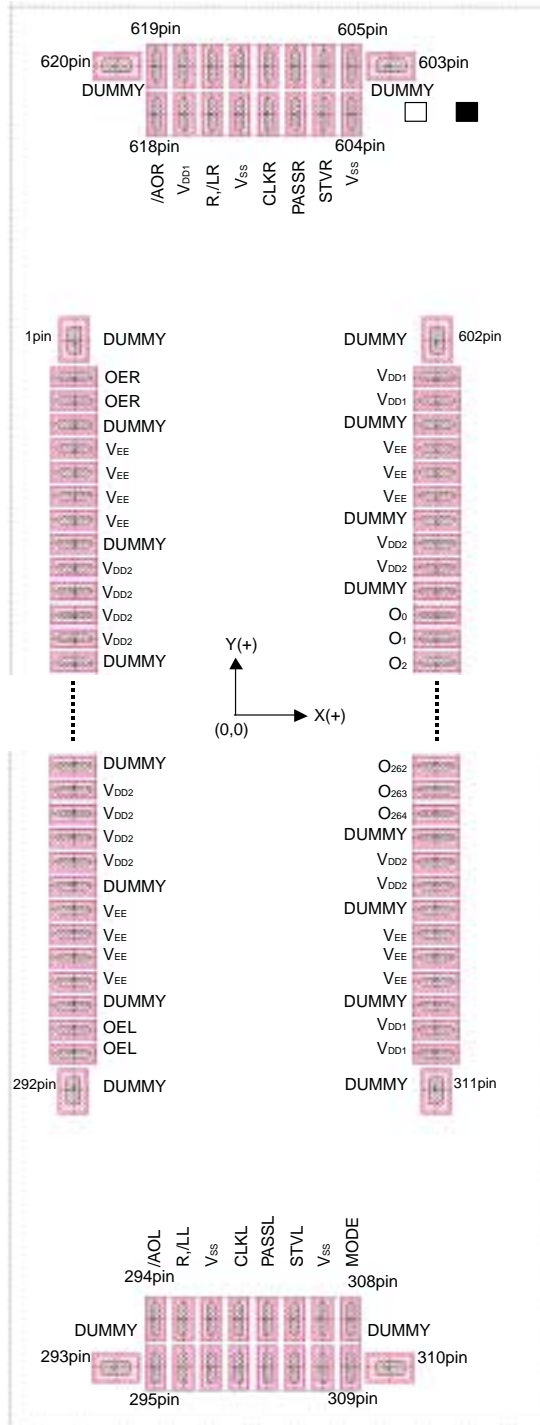 619pin 605pin
620pin 603pin
DUMMY DUMMY
618pin 604pin
/AOR VDD1 R,/LR VSS CLKR PASSR STVR VSS
1pin DUMMY DUMMY 602pin
OER VDD1
OER VDD1
DUMMY DUMMY
VEE VEE
VEE VEE
VEE VEE
VEE DUMMY
DUMMY VDD2
VDD2 VDD2
VDD2 DUMMY
VDD2 O0
VDD2 O1
DUMMY O2
Y(+)
X(+)
(0,0)
DUMMY O262
VDD2 O263
VDD2 O264
VDD2 DUMMY
VDD2 VDD2
DUMMY VDD2
VEE DUMMY
VEE VEE
VEE VEE
VEE VEE
DUMMY DUMMY
OEL VDD1
OEL VDD1
292pin DUMMY DUMMY 311pin
/AOL R,/LL VSS CLKL PASSL STVL VSS MODE
294pin 308pin
DUMMY DUMMY
293pin 310pin
295pin 309pin